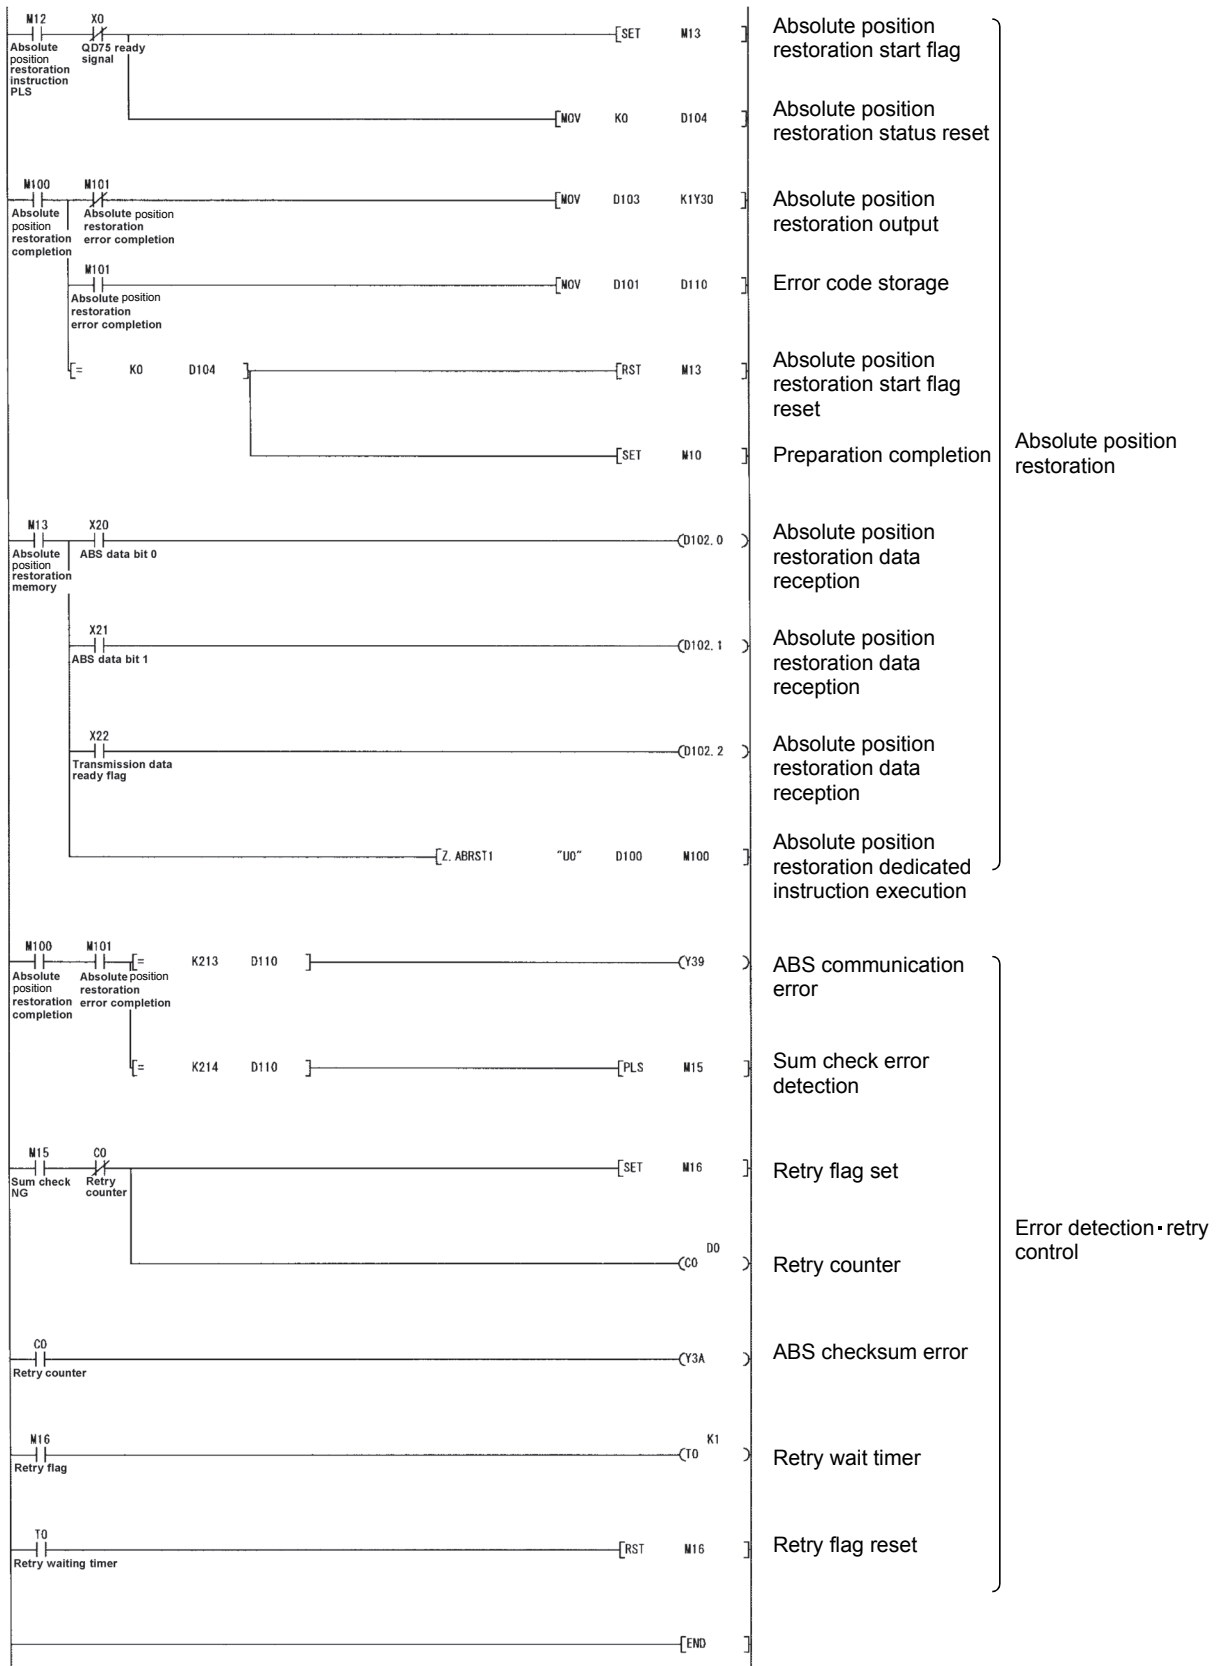 M12 X0
[SET M13 ]
Absolute position
restoration start flag
Absolute
position
restoration
instruction
PLS
QD75 ready
signal
[MOV K0 D104 ]
Absolute position
restoration status reset
M100 M101
[MOV D103 K1Y30 ]
Absolute position
restoration output
Absolute
position
restoration
completion
Absolute position
restoration
error completion
M101
[MOV D101 D110 ]
Error code storage
Absolute position
restoration
error completion
[= K0 D104 ]
[RST M13 ]
Absolute position
restoration start flag
reset
[SET M10 ]
Preparation completion
Absolute position
restoration
M13 X20
(D102.0 )
Absolute position
restoration data
reception
Absolute
position
restoration
memory
ABS data bit 0
X21
(D102.1 )
Absolute position
restoration data
reception
ABS data bit 1
X22
(D102.2 )
Absolute position
restoration data
reception
Transmission data
ready flag
[Z.ABRST1 "U0" D100 M100 ]
Absolute position
restoration dedicated
instruction execution
M100 M101
[= K213 D110 ]
(Y39 )
ABS communication
error
Absolute
position
restoration
completion
Absolute position
restoration
error completion
[= K214 D110 ]
[PLS M15 ]
Sum check error
detection
M15 C0
[SET M16 ]
Retry flag set
Sum check
NG
Retry
counter
D0
(C0 )
Retry counter
Error detection・retry
control
C0
(Y3A )
ABS checksum error
Retry counter
M16
K1
(T0 )
Retry wait timer
Retry flag
T0
[RST M16 ]
Retry flag reset
Retry waiting timer
[END ]